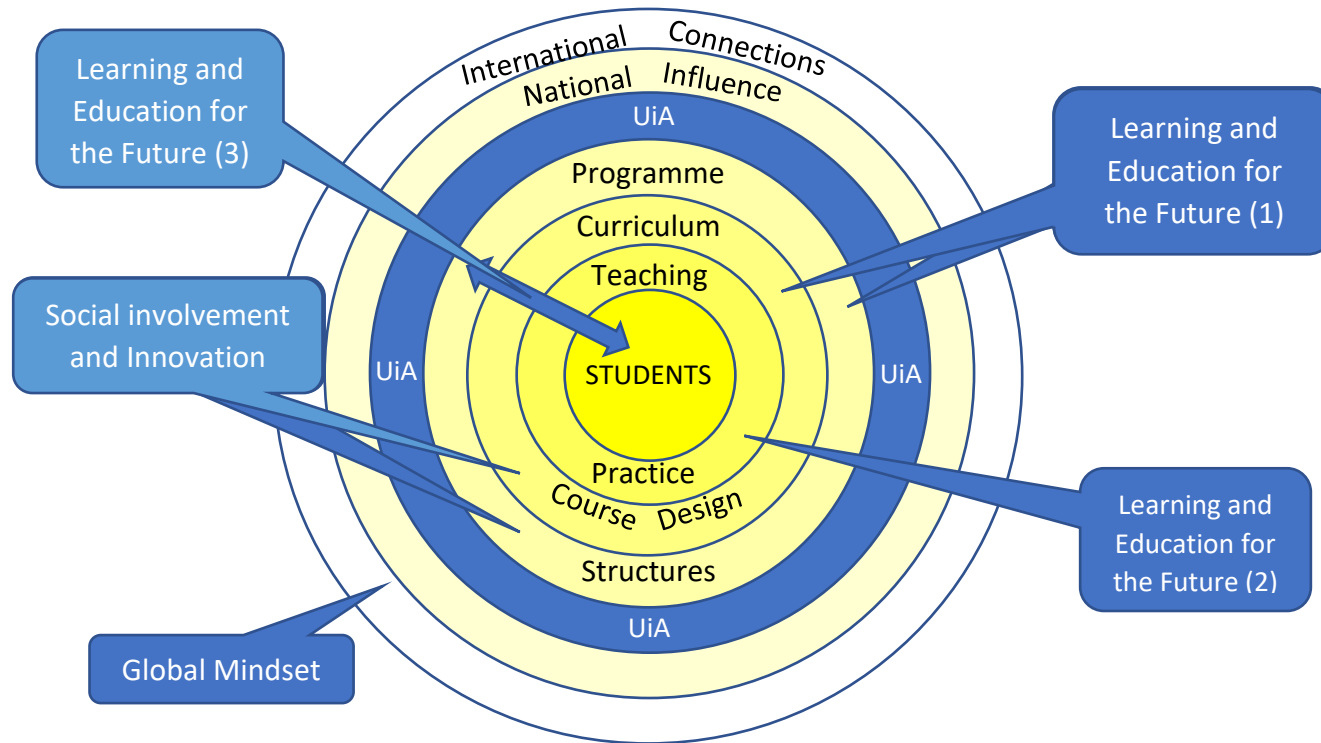 International Connections
National Influence
UiA
Programme
Curriculum
Teaching
STUDENTS
UiA
UiA
Practice
Course Design
Structures
UiA
Learning and
Education for
the Future (3)
Social involvement
and Innovation
Global Mindset
Learning and
Education for
the Future (1)
Learning and
Education for
the Future (2)